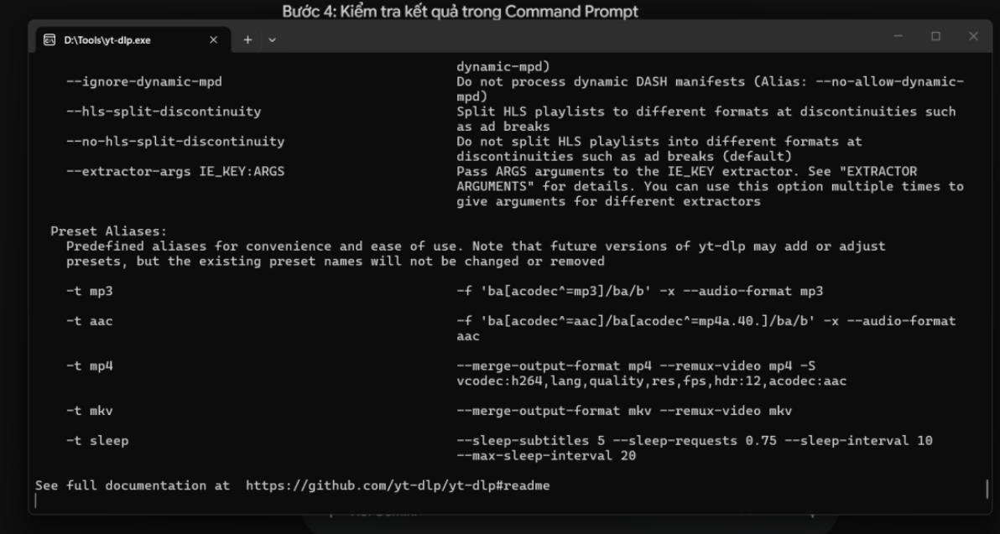 Bước 4: Kiểm tra kết quả trong Command Prompt
D:\Tools\yt-dlp.exe
dynamic-mpd)
--ignore-dynamic-mpd Do not process dynamic DASH manifests (Alias: --no-allow-dynamic-
mpd)
--hls-split-discontinuity Split HLS playlists to different formats at discontinuities such
as ad breaks
--no-hls-split-discontinuity Do not split HLS playlists into different formats at
discontinuities such as ad breaks (default)
--extractor-args IE_KEY:ARGS Pass ARGS arguments to the IE_KEY extractor. See "EXTRACTOR
ARGUMENTS" for details. You can use this option multiple times to
give arguments for different extractors
Preset Aliases:
Predefined aliases for convenience and ease of use. Note that future versions of yt-dlp may add or adjust
presets, but the existing preset names will not be changed or removed
-t mp3 -f 'ba[acodec^=mp3]/ba/b' -x --audio-format mp3
-t aac -f 'ba[acodec^=aac]/ba[acodec^=mp4a.40.]/ba/b' -x --audio-format
aac
-t mp4 --merge-output-format mp4 --remux-video mp4 -S
vcodec:h264,lang,quality,res,fps,hdr:12,acodec:aac
-t mkv --merge-output-format mkv --remux-video mkv
-t sleep --sleep-subtitles 5 --sleep-requests 0.75 --sleep-interval 10
--max-sleep-interval 20
See full documentation at  https://github.com/yt-dlp/yt-dlp#readme